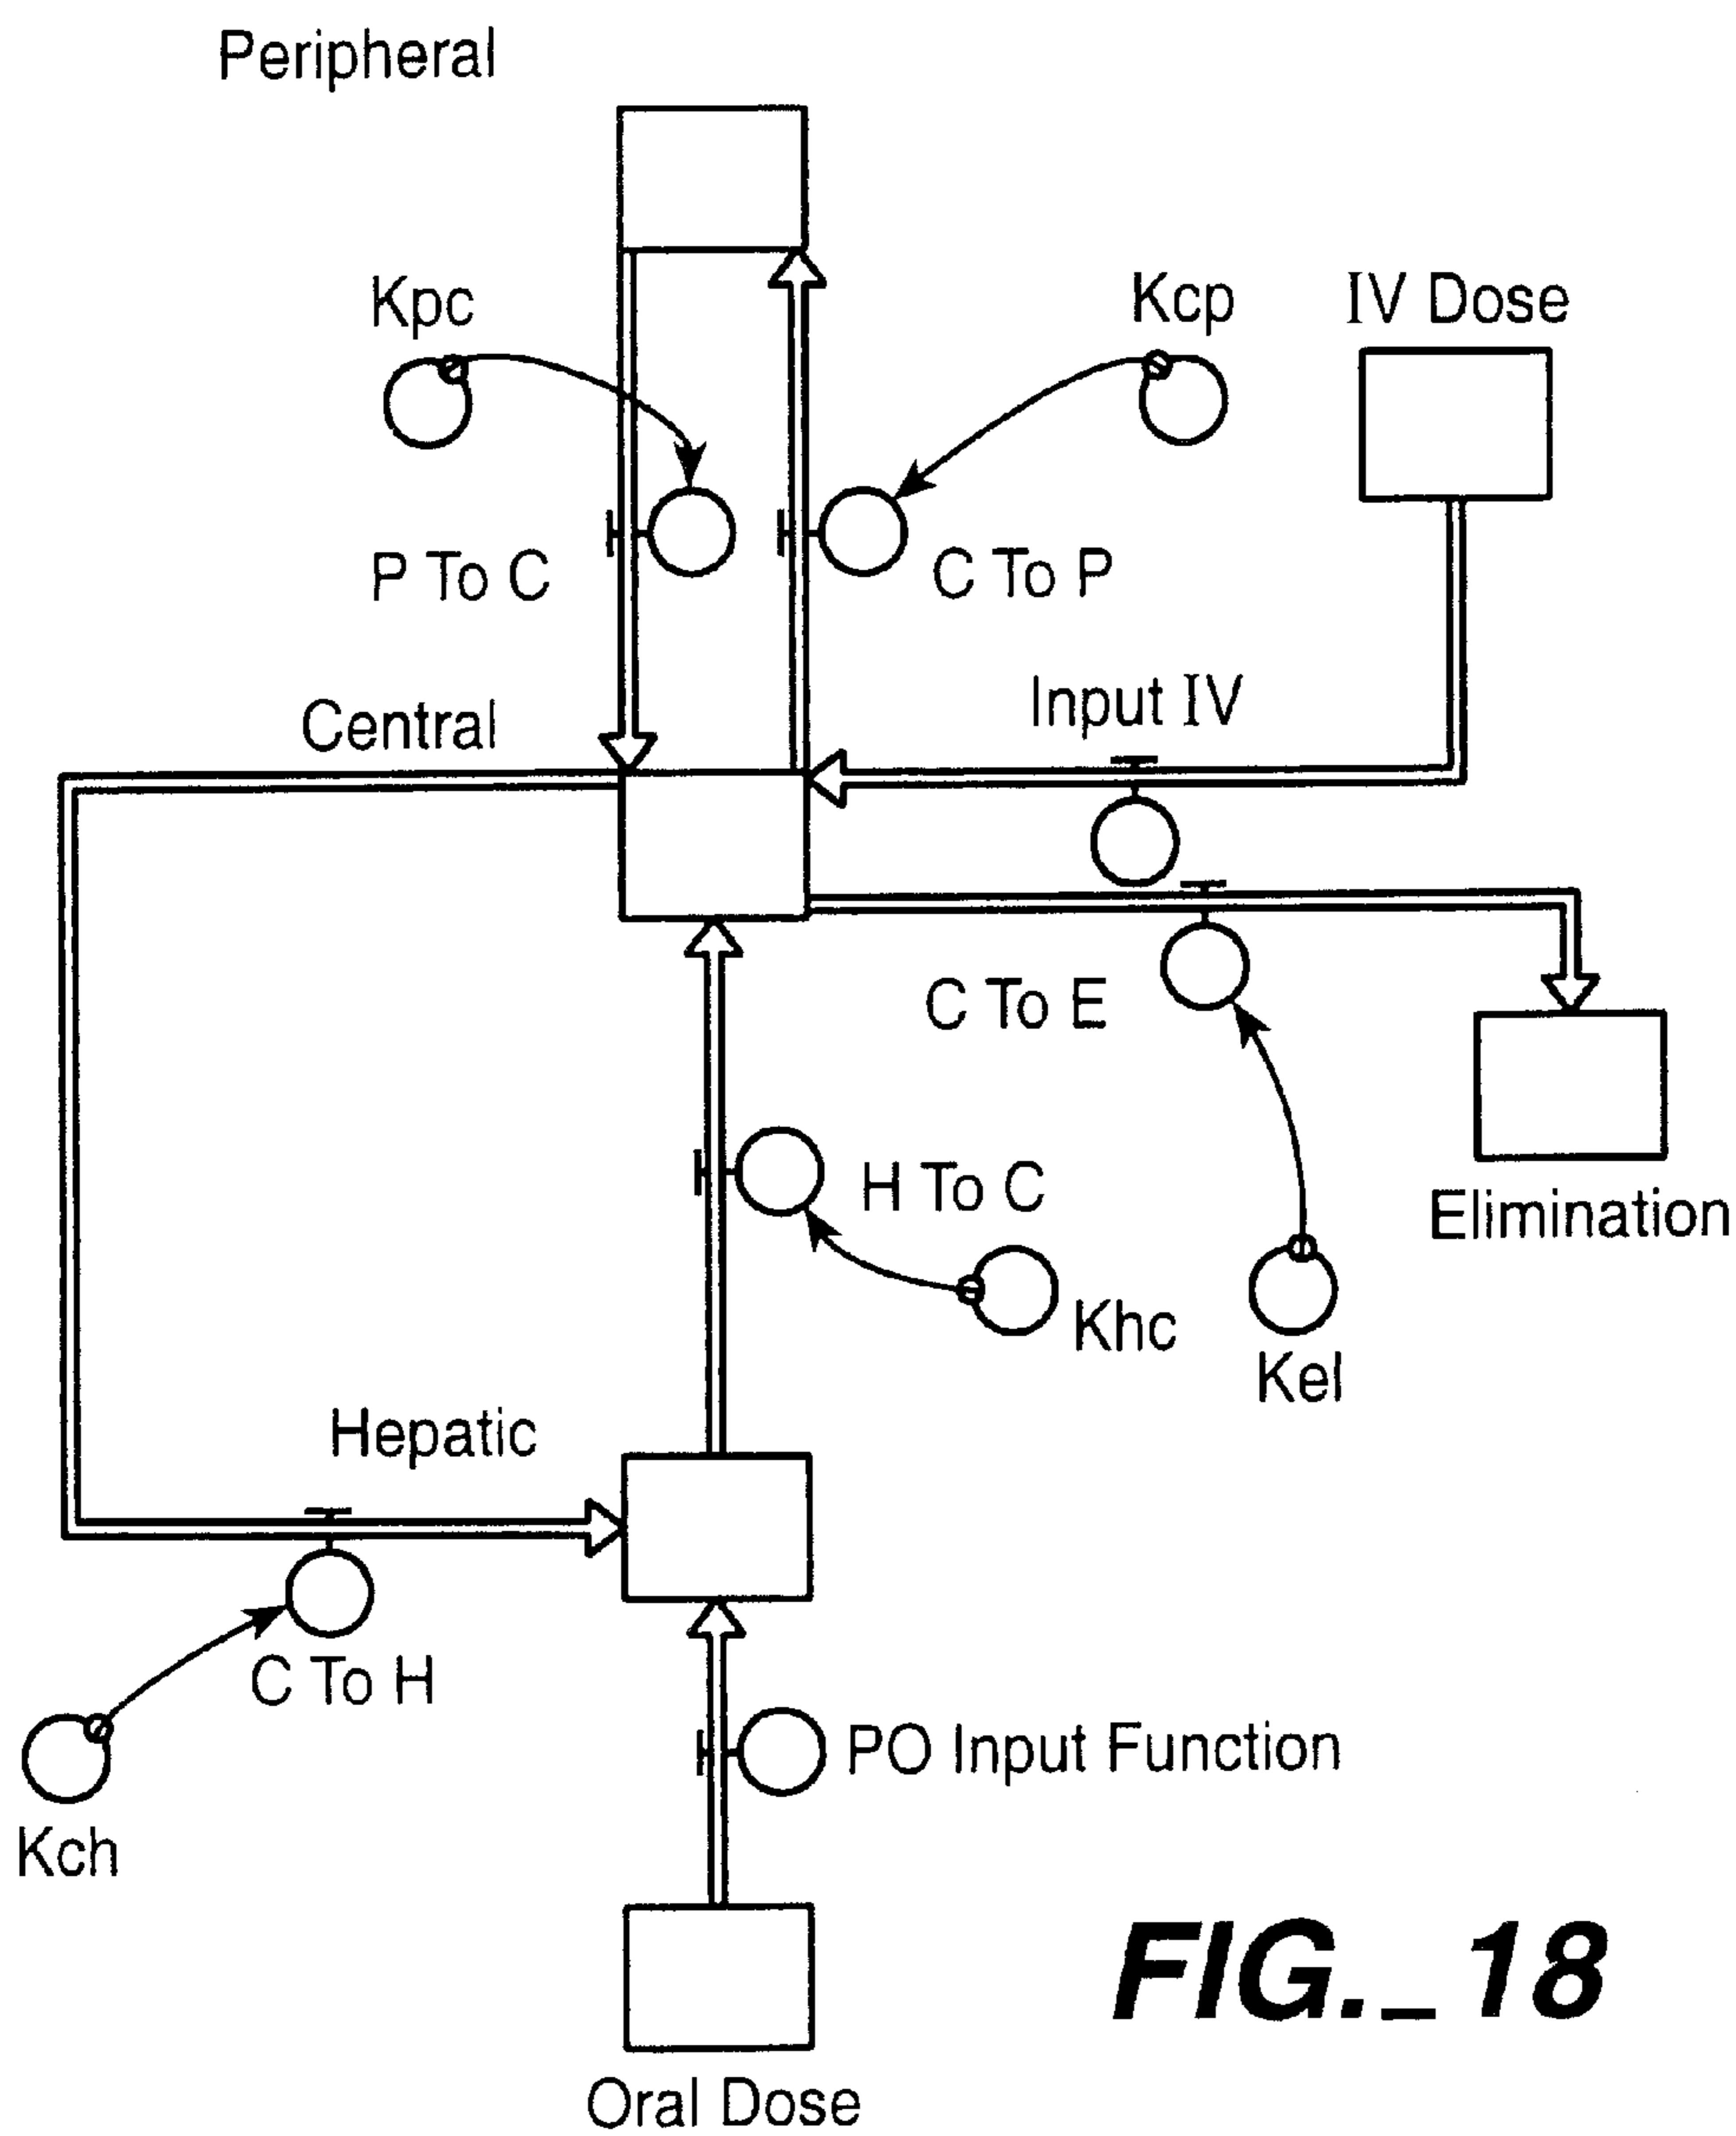 Peripheral
Kpc
Kcp
IV Dose
P To C
C To P
Central
Input IV
C To E
H To C
Elimination
Khc
Kel
Hepatic
C To H
PO Input Function
Kch
FIG._18
Oral Dose